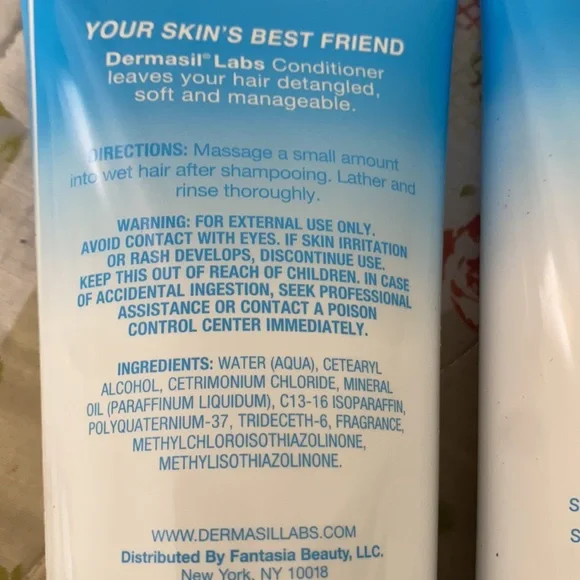 YOUR SKIN'S BEST FRIEND
Dermasil® Labs Conditioner
leaves your hair detangled,
soft and manageable.
DIRECTIONS: Massage a small amount
into wet hair after shampooing. Lather and
rinse thoroughly.
WARNING: FOR EXTERNAL USE ONLY.
AVOID CONTACT WITH EYES. IF SKIN IRRITATION
OR RASH DEVELOPS, DISCONTINUE USE.
KEEP THIS OUT OF REACH OF CHILDREN. IN CASE
OF ACCIDENTAL INGESTION, SEEK PROFESSIONAL
ASSISTANCE OR CONTACT A POISON
CONTROL CENTER IMMEDIATELY.
INGREDIENTS: WATER (AQUA), CETEARYL
ALCOHOL, CETRIMONIUM CHLORIDE, MINERAL
OIL (PARAFFINUM LIQUIDUM), C13-16 ISOPARAFFIN,
POLYQUATERNIUM-37, TRIDECETH-6, FRAGRANCE,
METHYLCHLOROISOTHIAZOLINONE,
METHYLISOTHIAZOLINONE.
WWW.DERMASILLABS.COM
Distributed By Fantasia Beauty, LLC.
New York, NY 10018